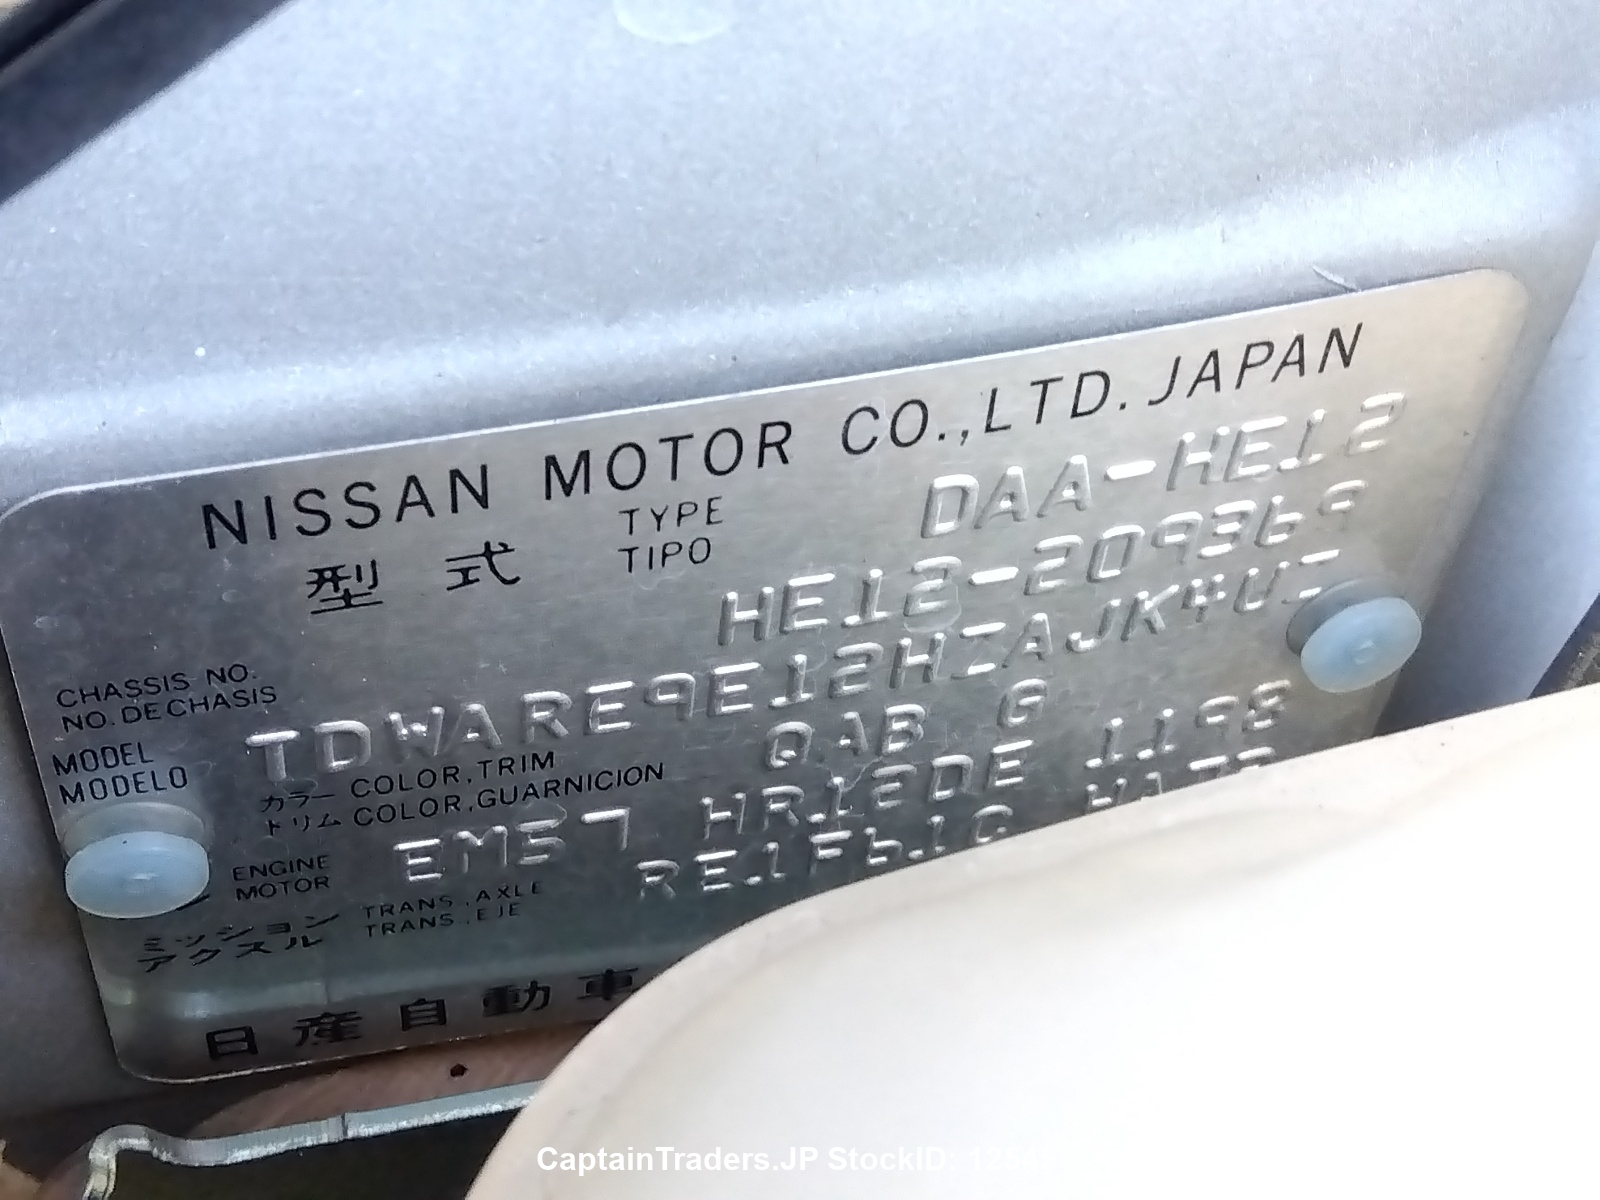 NISSAN MOTOR CO.,LTD. JAPAN
型式 TYPE DAA-HE12
TIPO
CHASSIS NO. HE12-209369
NO. DE CHASIS
MODEL TDWARE9E12HZAJK4UZ
MODELO
カラー COLOR,TRIM QAB G
トリム COLOR,GUARNICION
ENGINE EM57 HR12DE 1198
MOTOR
ミッション TRANS.AXLE RE1F61C
アクスル TRANS.EJE
日産自動車
CaptainTraders.JP StockID: